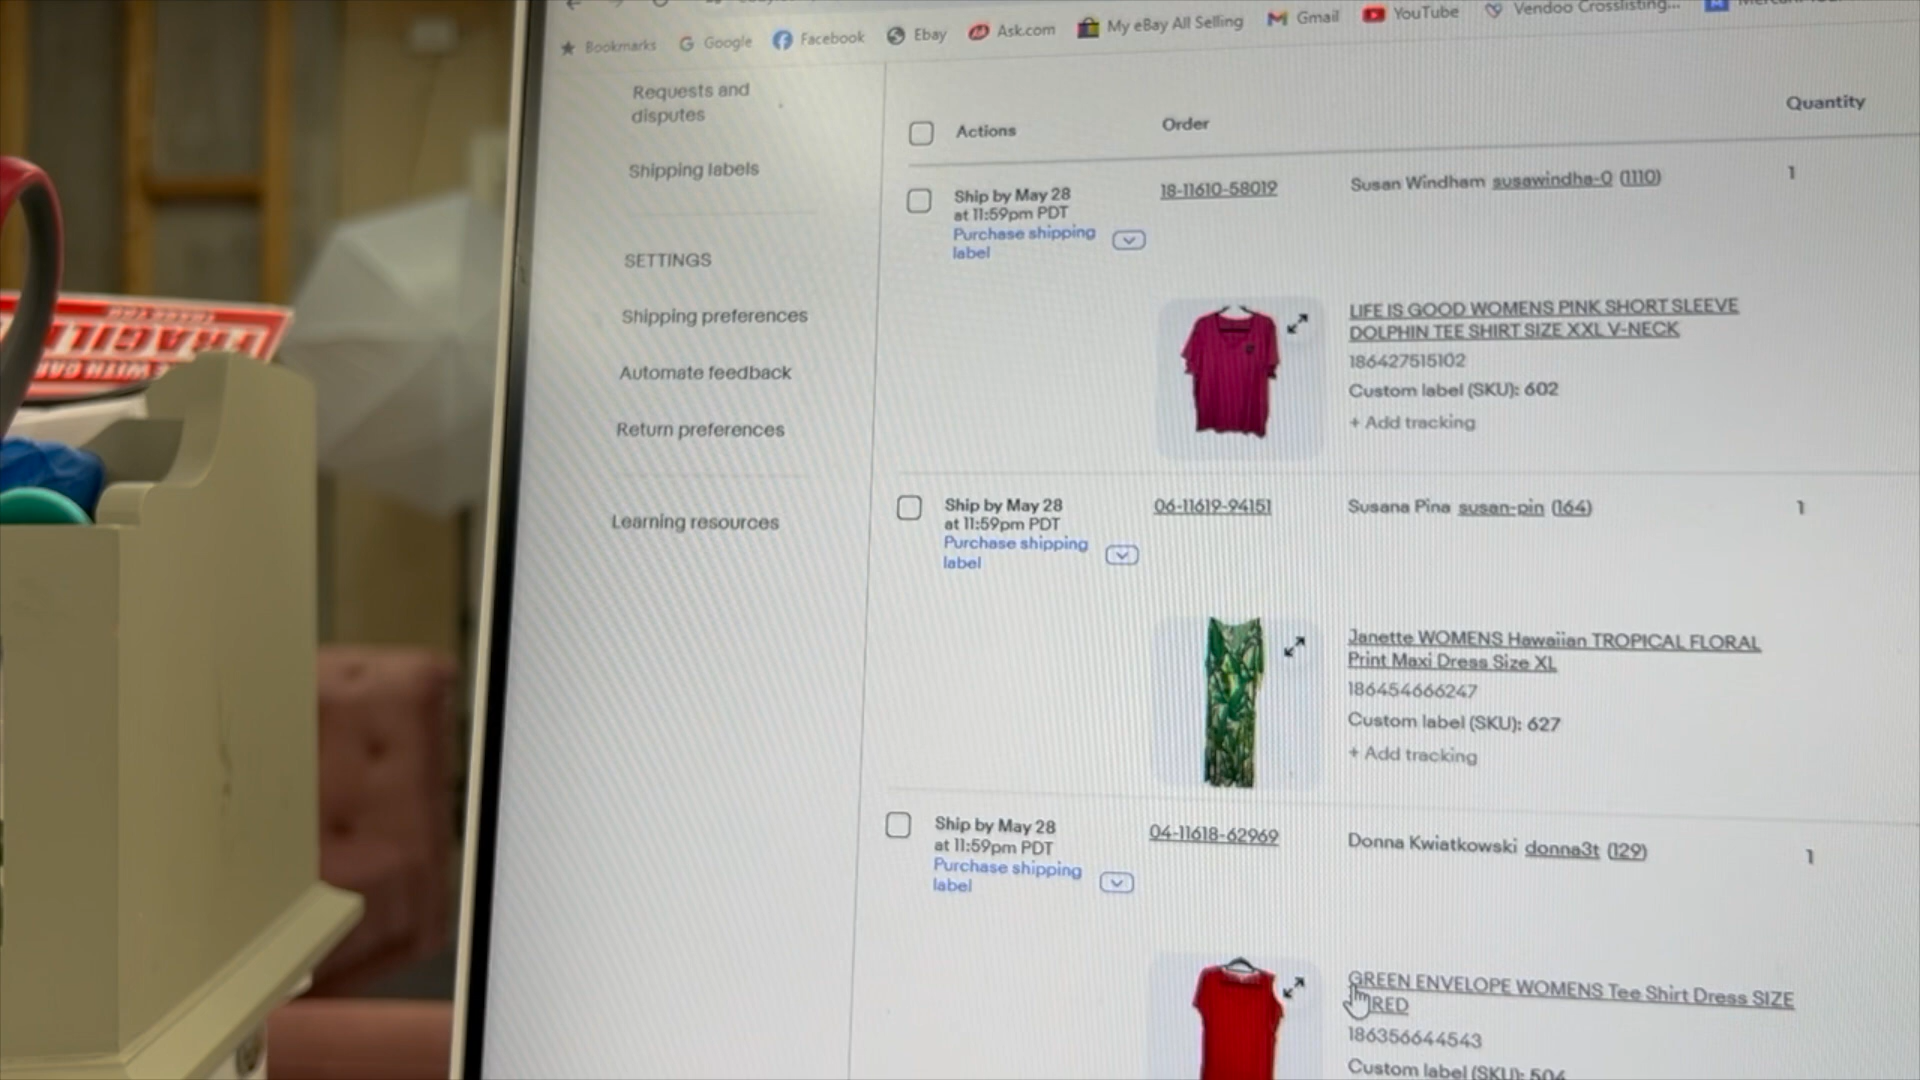 Bookmarks
Google
Facebook
Ebay
Ask.com
My eBay All Selling
Gmail
YouTube
Vendoo Crosslisting...
Requests and
disputes
Shipping labels
SETTINGS
Shipping preferences
Automate feedback
Return preferences
Learning resources
Actions
Order
Quantity
Ship by May 28
at 11:59pm PDT
Purchase shipping
label
18-11610-58019
Susan Windham susawindha-0 (1110)
1
LIFE IS GOOD WOMENS PINK SHORT SLEEVE
DOLPHIN TEE SHIRT SIZE XXL V-NECK
186427515102
Custom label (SKU): 602
+ Add tracking
Ship by May 28
at 11:59pm PDT
Purchase shipping
label
06-11619-94151
Susana Pina susan-pin (164)
1
Janette WOMENS Hawaiian TROPICAL FLORAL
Print Maxi Dress Size XL
186454666247
Custom label (SKU): 627
+ Add tracking
Ship by May 28
at 11:59pm PDT
Purchase shipping
label
04-11618-62969
Donna Kwiatkowski donna3t (129)
1
GREEN ENVELOPE WOMENS Tee Shirt Dress SIZE
RED
186356644543
Custom label (SKU): 504
FRAGIL